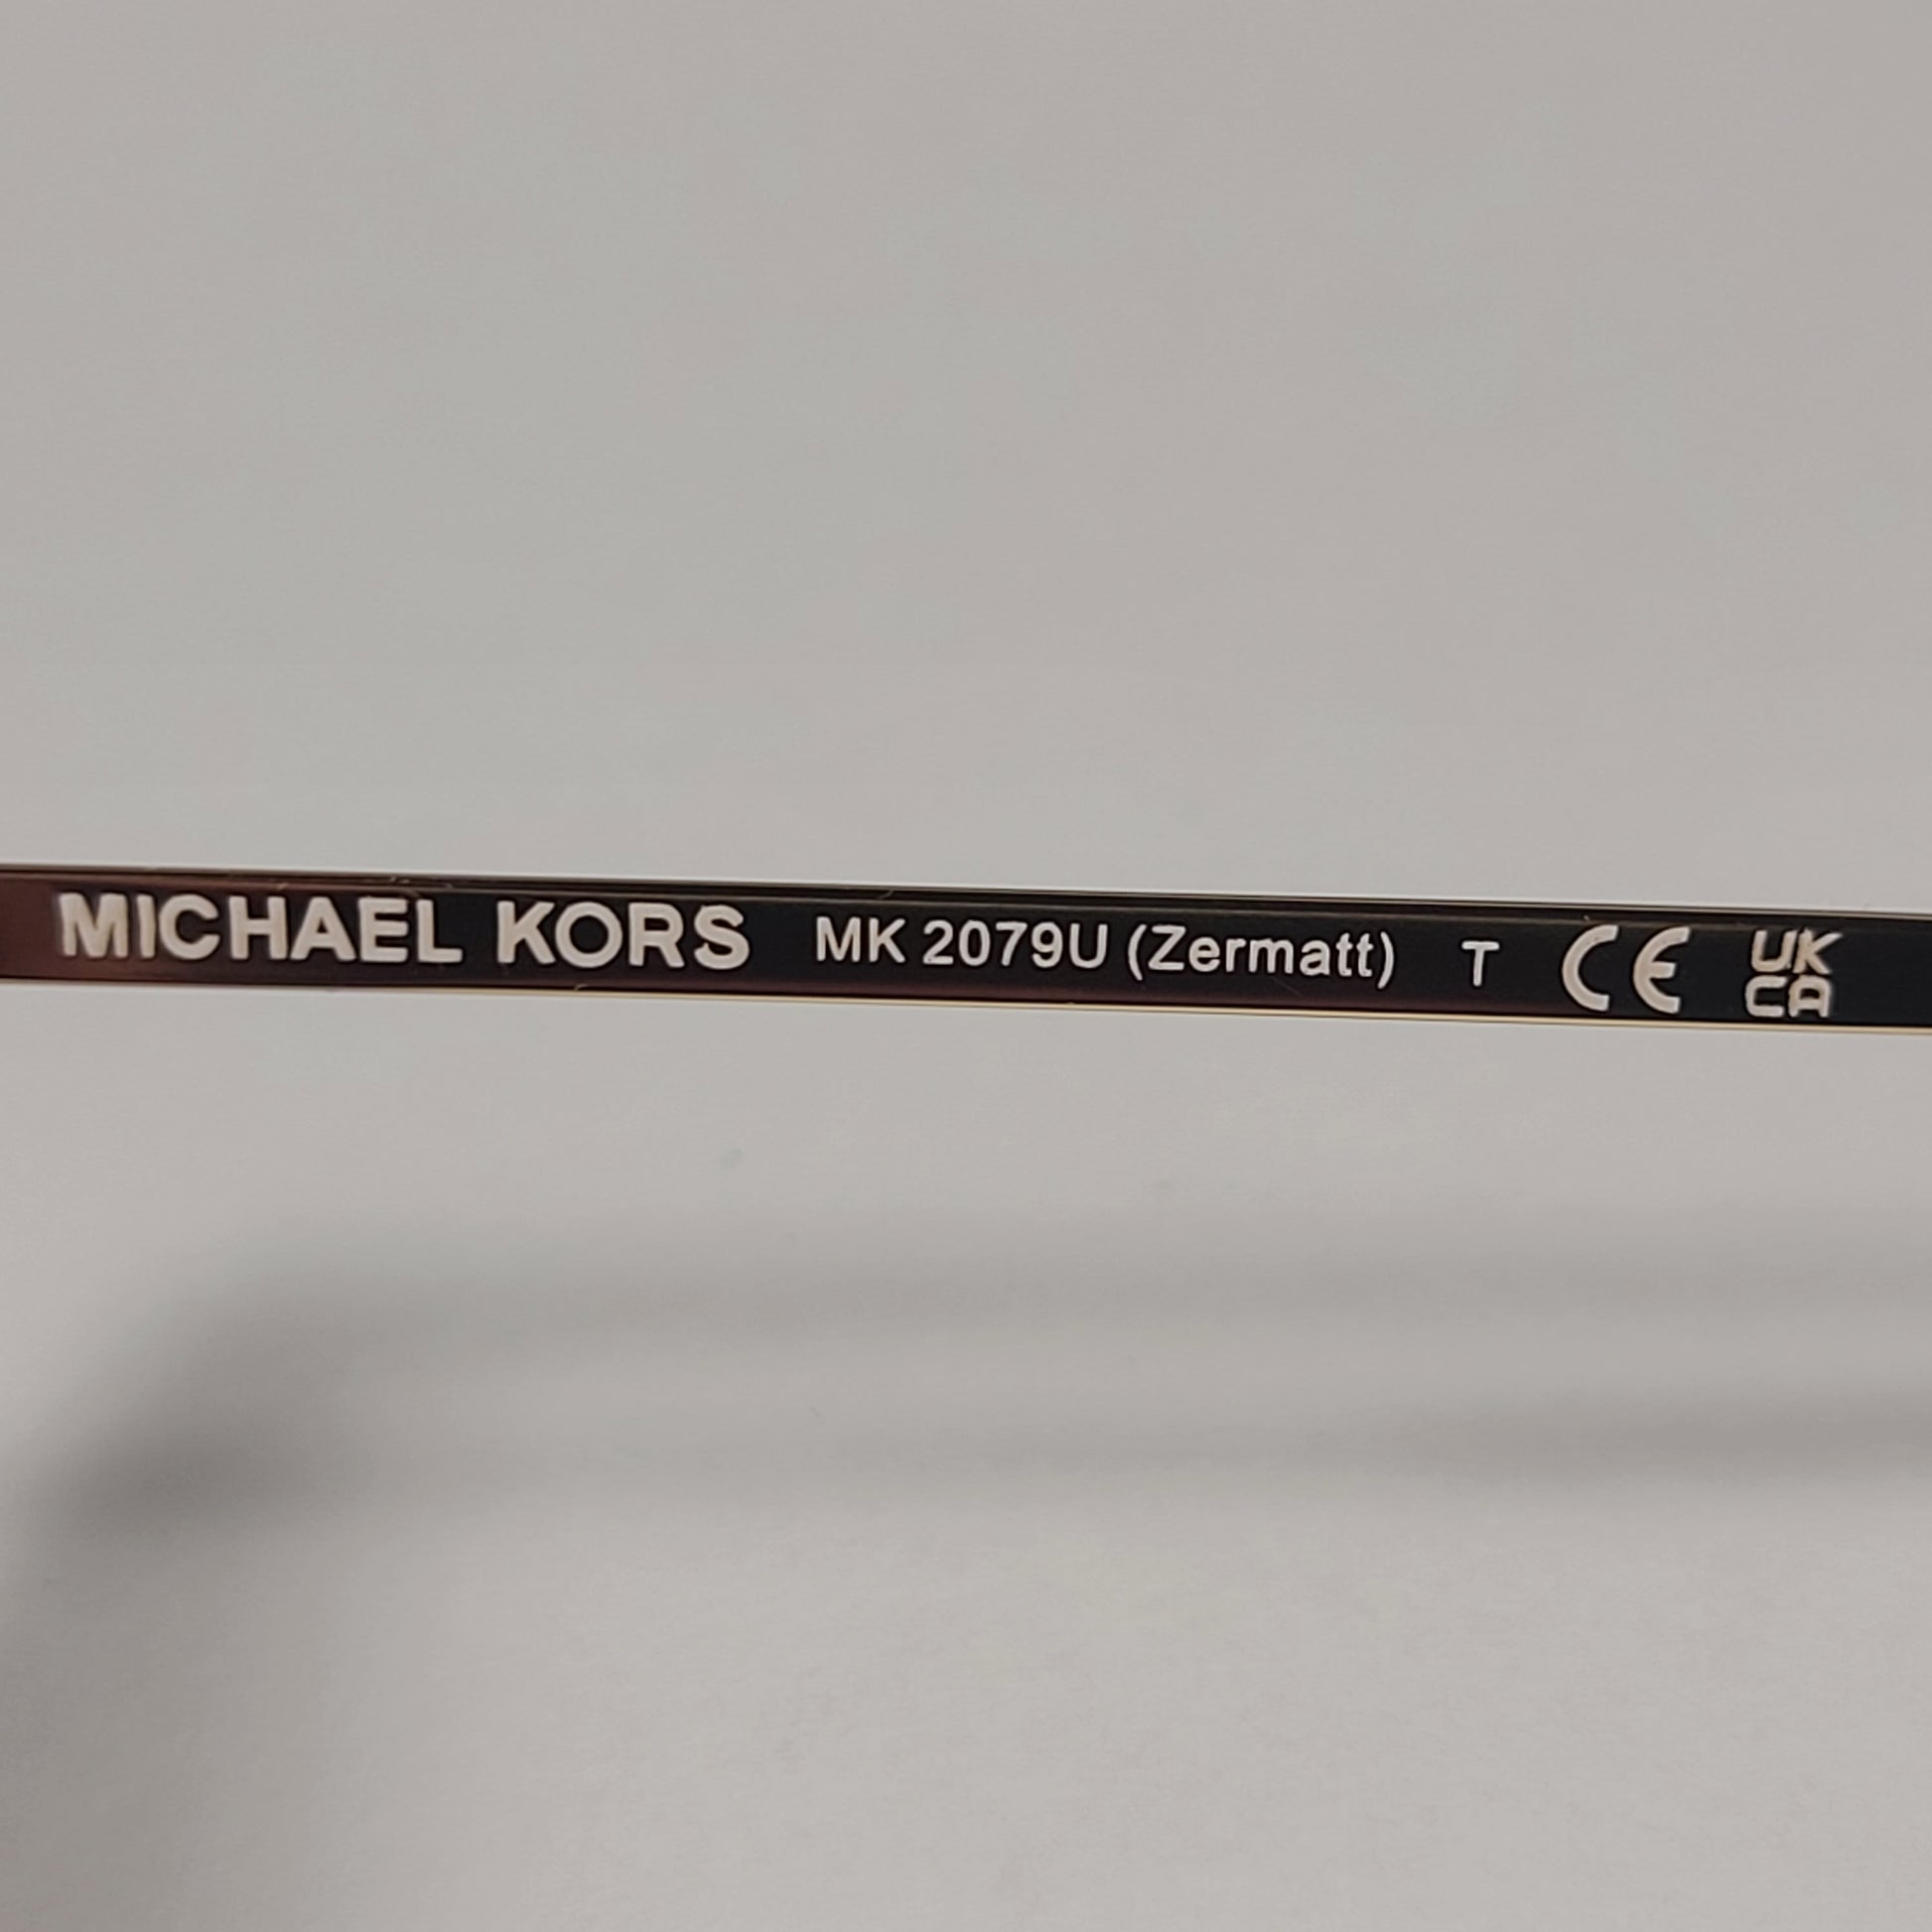 MICHAEL KORS MK 2079U (Zermatt) T CE UK
CA